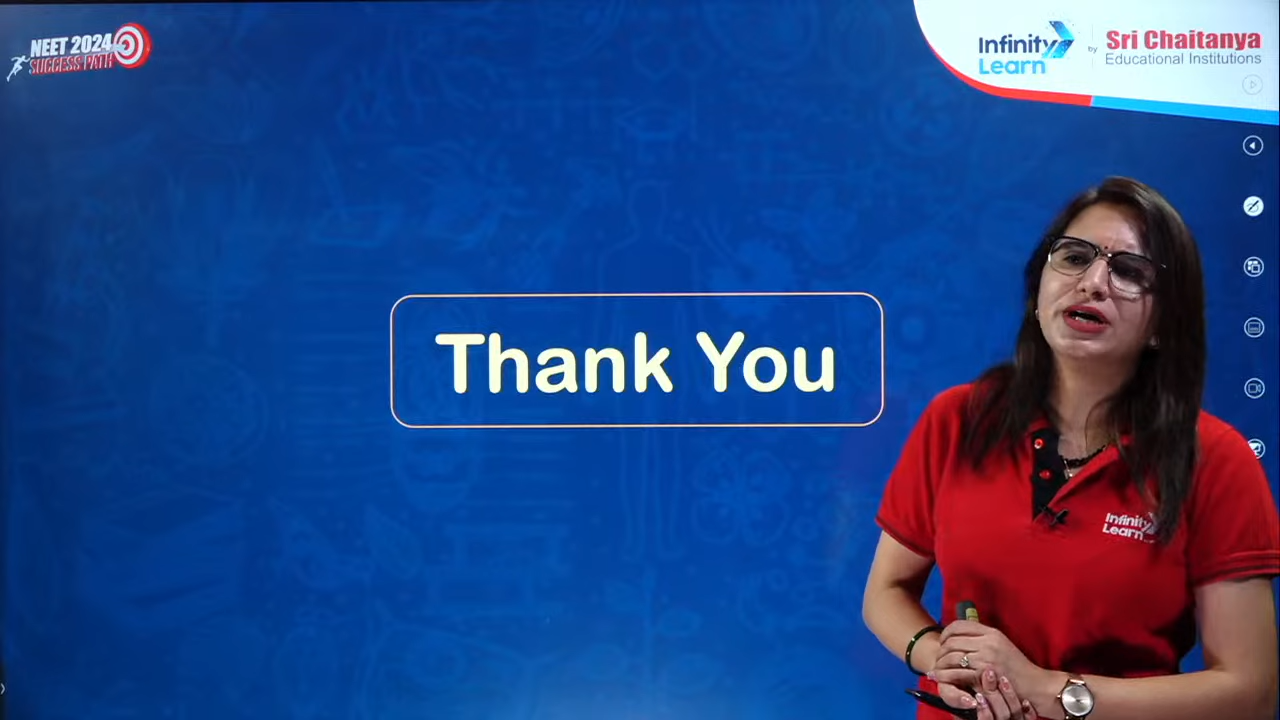 NEET 2024
SUCCESS PATH
Infinity
Learn
by
Sri Chaitanya
Educational Institutions
Thank You
Infinity
Learn